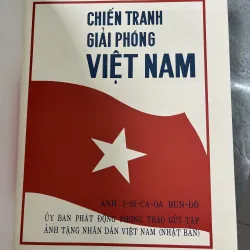 CHIẾN TRANH
GIẢI PHÓNG
VIỆT NAM
ẢNH I-SI-CA-OA BUN-DÔ
ỦY BAN PHÁT ĐỘNG PHONG TRÀO GỬI TẬP
ẢNH TẶNG NHÂN DÂN VIỆT NAM (NHẬT BẢN)